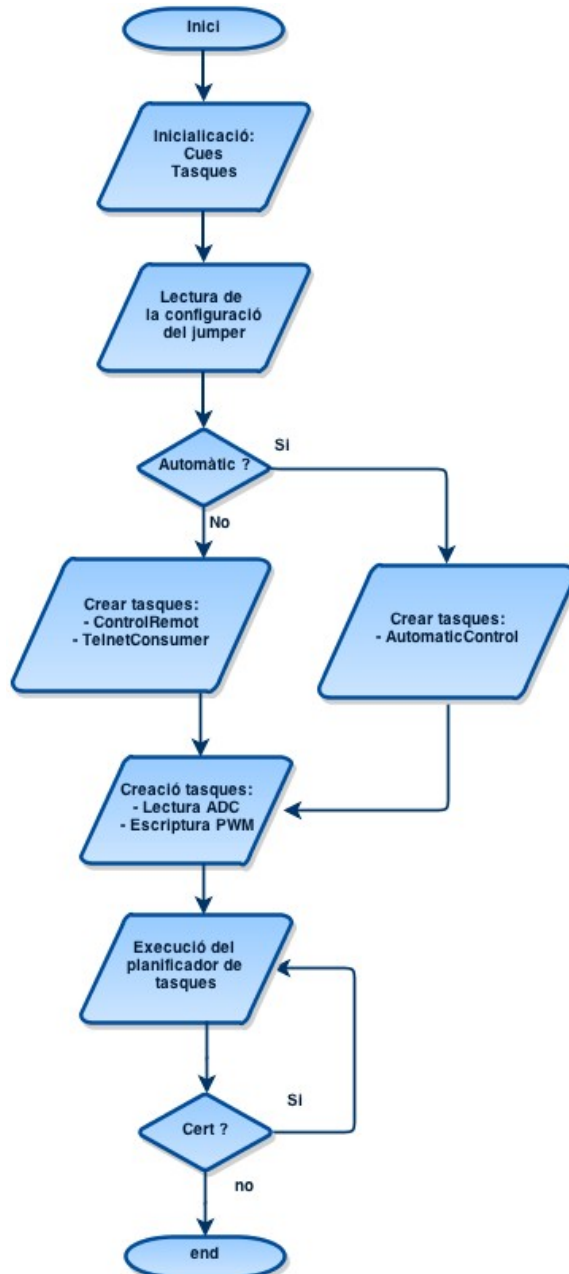 Inici
Inicialicació:
Cues
Tasques
Lectura de
la configuració
del jumper
Automàtic ?
Si
No
Crear tasques:
- ControlRemot
- TelnetConsumer
Crear tasques:
- AutomaticControl
Creació tasques:
- Lectura ADC
- Escriptura PWM
Execució del
planificador de
tasques
Cert ?
Si
no
end